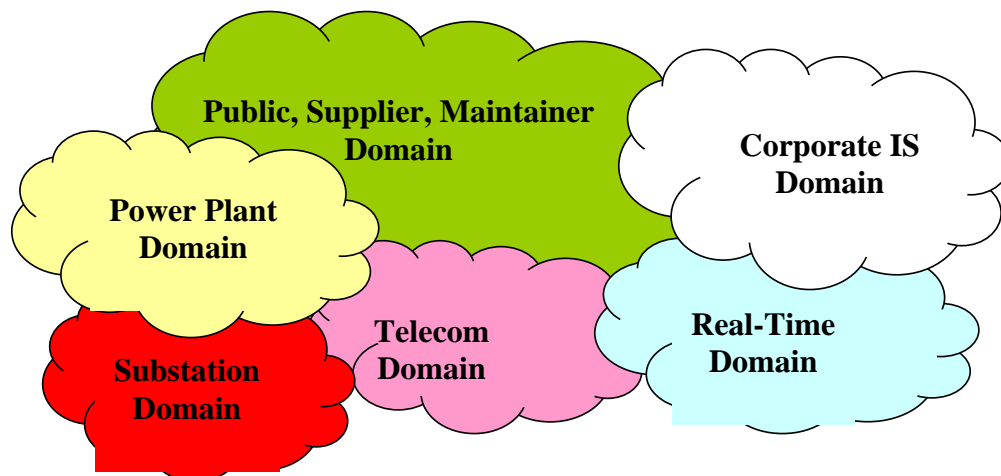 Public, Supplier, Maintainer
Domain
Corporate IS
Domain
Power Plant
Domain
Telecom
Domain
Real-Time
Domain
Substation
Domain